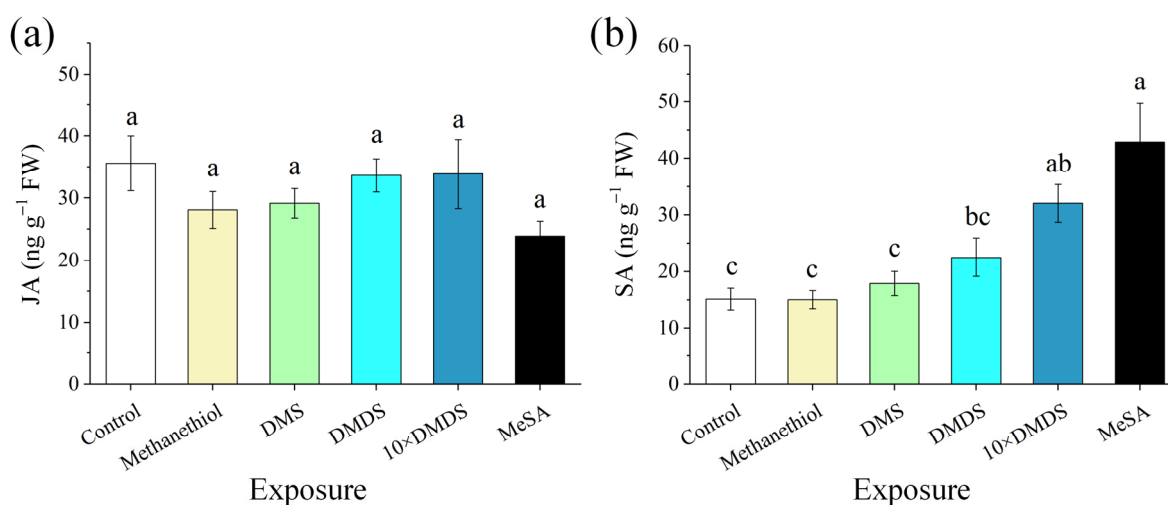 (a)
JA (ng g⁻¹ FW)
50
40
30
20
10
0
a
a
a
a
a
a
Control
Methanethiol
DMS
DMDS
10×DMDS
MeSA
Exposure
(b)
SA (ng g⁻¹ FW)
60
50
40
30
20
10
0
c
c
c
bc
ab
a
Control
Methanethiol
DMS
DMDS
10×DMDS
MeSA
Exposure